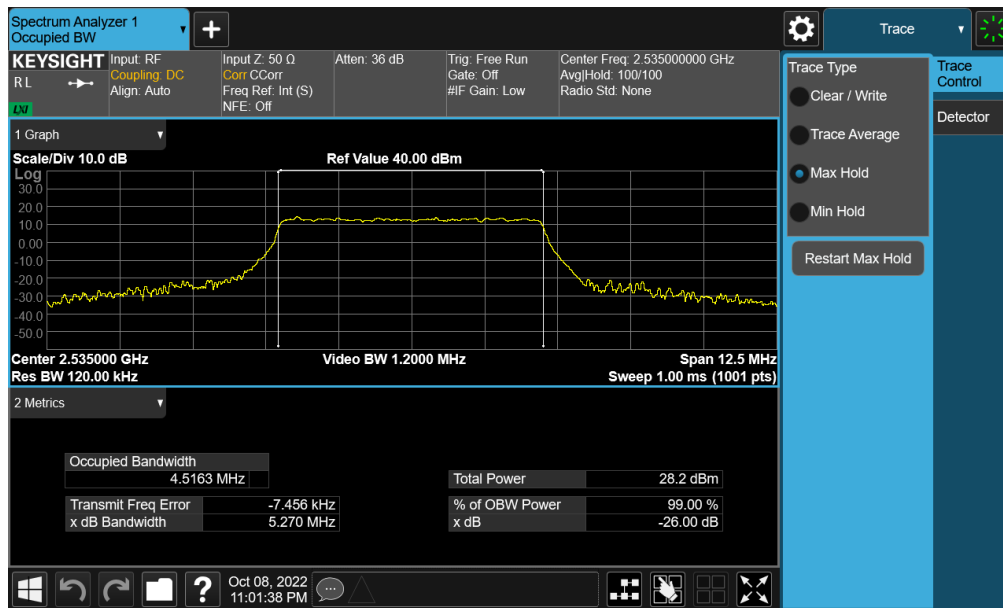 Spectrum Analyzer 1
Occupied BW
Trace
KEYSIGHT
R L
LXI
Input: RF
Coupling: DC
Align: Auto
Input Z: 50 Ω
Corr CCorr
Freq Ref: Int (S)
NFE: Off
Atten: 36 dB
Trig: Free Run
Gate: Off
#IF Gain: Low
Center Freq: 2.535000000 GHz
Avg|Hold: 100/100
Radio Std: None
Trace Type
Clear / Write
Trace Average
Max Hold
Min Hold
Restart Max Hold
Trace
Control
Detector
1 Graph
Scale/Div 10.0 dB
Ref Value 40.00 dBm
Log
30.0
20.0
10.0
0.00
-10.0
-20.0
-30.0
-40.0
-50.0
Center 2.535000 GHz
Video BW 1.2000 MHz
Span 12.5 MHz
Res BW 120.00 kHz
Sweep 1.00 ms (1001 pts)
2 Metrics
Occupied Bandwidth
4.5163 MHz
Total Power 28.2 dBm
Transmit Freq Error -7.456 kHz
% of OBW Power 99.00 %
x dB Bandwidth 5.270 MHz
x dB -26.00 dB
?
Oct 08, 2022
11:01:38 PM